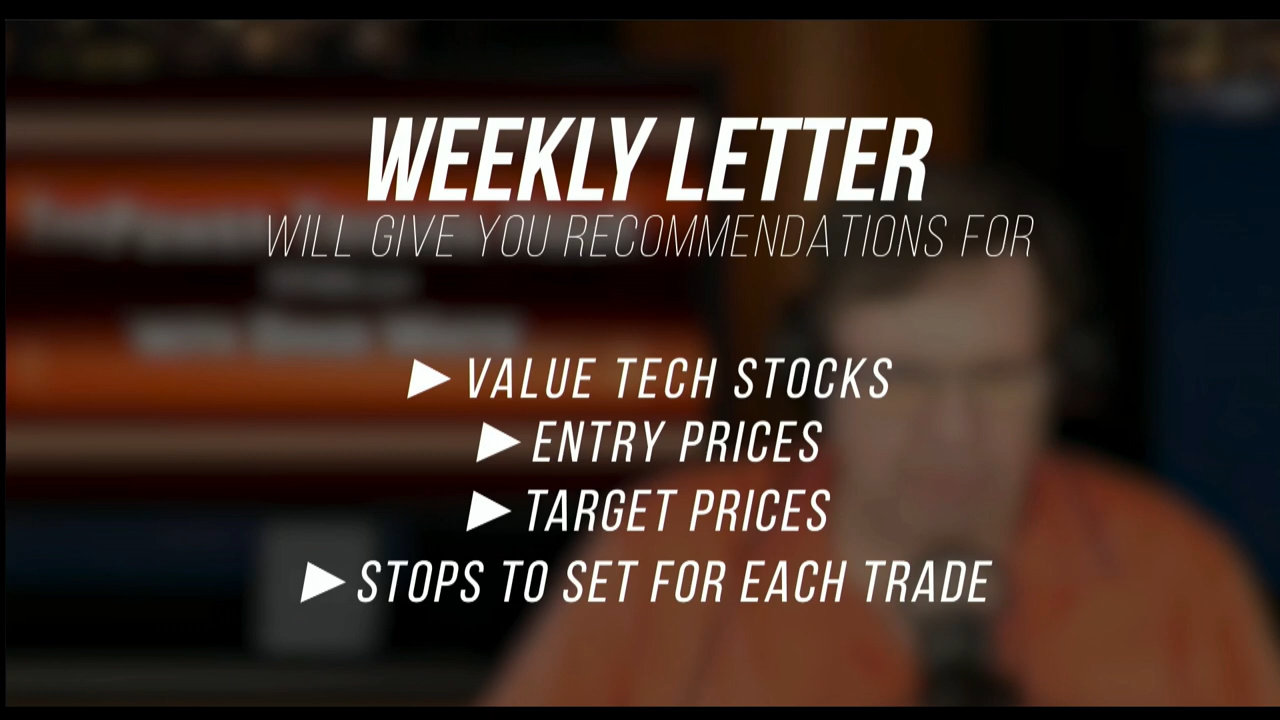 WEEKLY LETTER
WILL GIVE YOU RECOMMENDATIONS FOR
▶ VALUE TECH STOCKS
▶ ENTRY PRICES
▶ TARGET PRICES
▶ STOPS TO SET FOR EACH TRADE